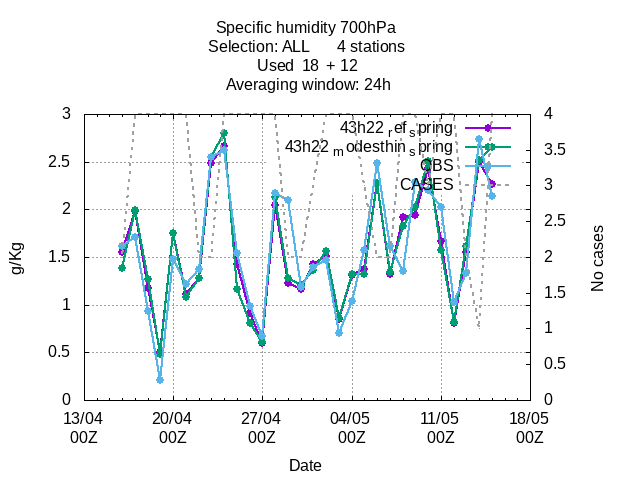 Specific humidity 700hPa
Selection: ALL 4 stations
Used 18 + 12
Averaging window: 24h
43h22_ref_spring
43h22_modesthin_spring
OBS
CASES
3
2.5
2
1.5
1
0.5
0
4
3.5
3
2.5
2
1.5
1
0.5
0
g/Kg
No cases
13/04 20/04 27/04 04/05 11/05 18/05
00Z 00Z 00Z 00Z 00Z 00Z
Date